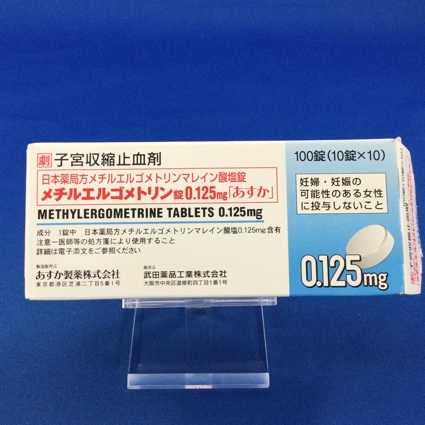 劇 子宮収縮止血剤
日本薬局方メチルエルゴメトリンマレイン酸塩錠
メチルエルゴメトリン錠0.125mg「あすか」
METHYLERGOMETRINE TABLETS 0.125mg
成分 1錠中 日本薬局方メチルエルゴメトリンマレイン酸塩0.125mg含有
注意ー医師等の処方箋により使用すること
詳細は電子添文をご参照ください
製造販売元
あすか製薬株式会社
東京都港区芝浦二丁目5番1号
販売元
武田薬品工業株式会社
大阪市中央区道修町四丁目1番1号
100錠(10錠×10)
妊婦・妊娠の
可能性のある女性
に投与しないこと
0.125mg